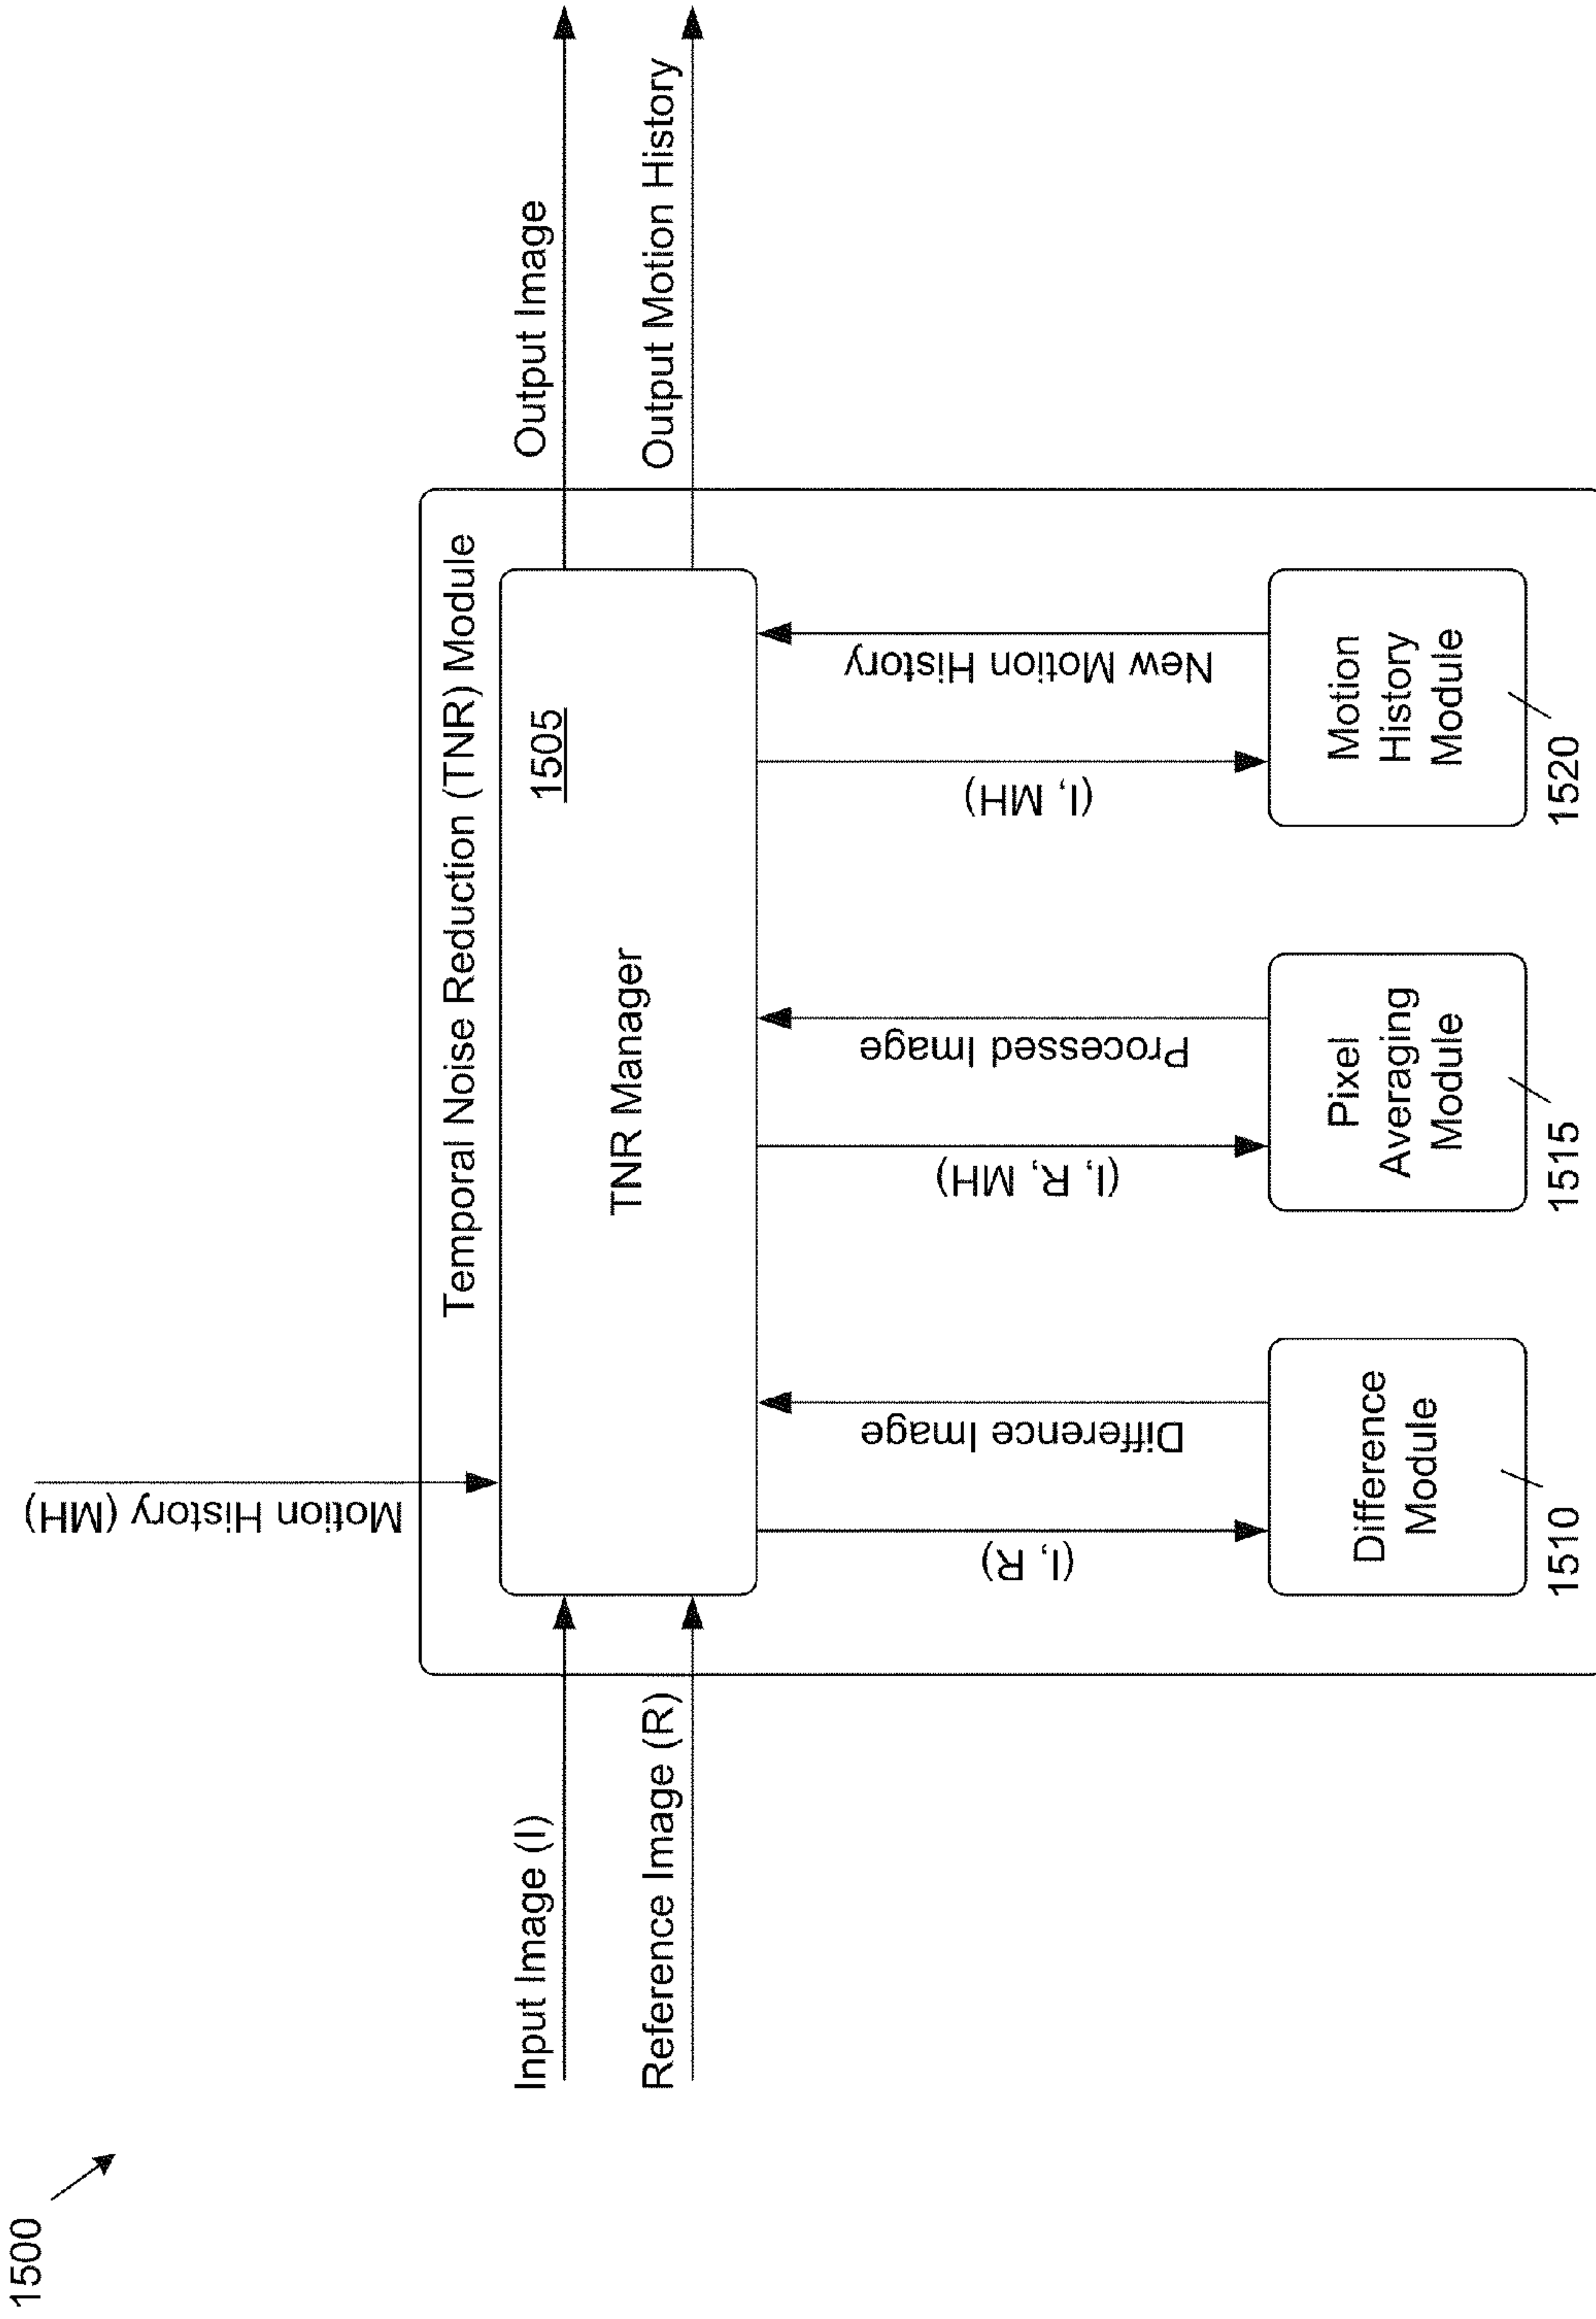 1500
Motion History (MH)
Temporal Noise Reduction (TNR) Module
Input Image (I)
Reference Image (R)
1505
TNR Manager
Output Image
Output Motion History
(I, R)
Difference Image
(I, R, MH)
Processed Image
(I, MH)
New Motion History
Difference
Module
Pixel
Averaging
Module
Motion
History
Module
1510
1515
1520